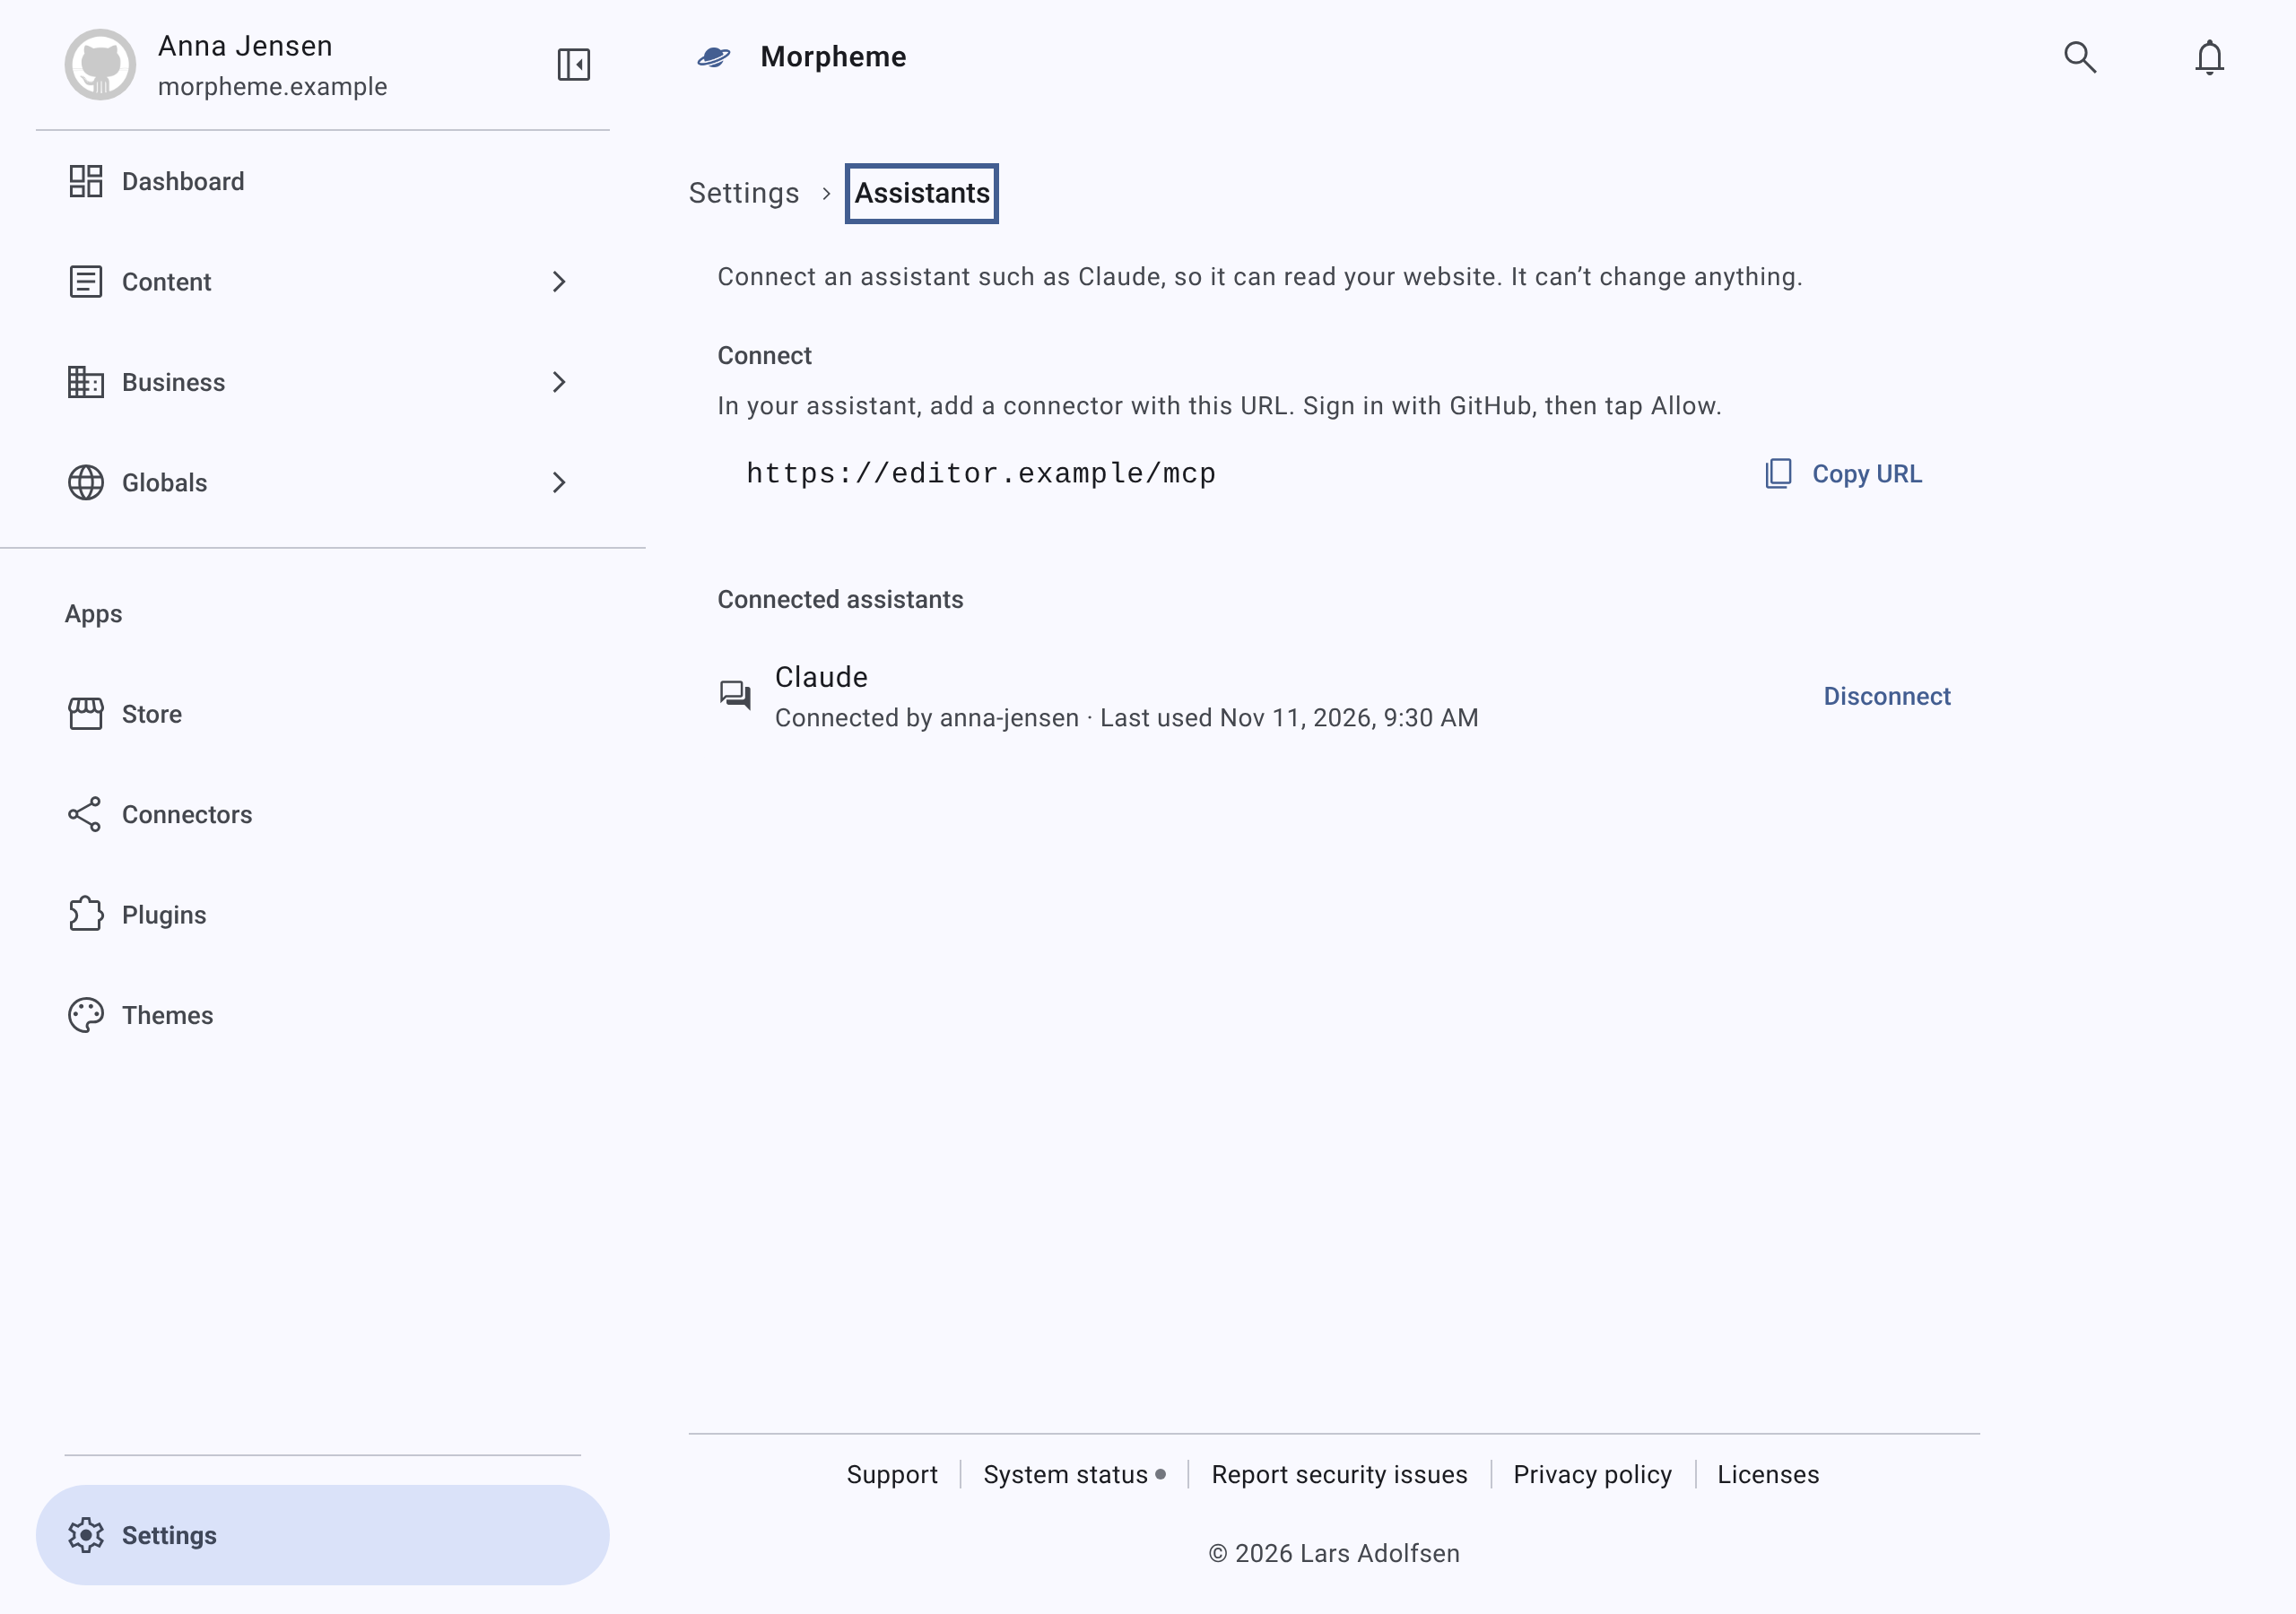 Anna Jensen
morpheme.example
Dashboard
Content
Business
Globals
Apps
Store
Connectors
Plugins
Themes
Settings
Morpheme
Settings › Assistants
Connect an assistant such as Claude, so it can read your website. It can’t change anything.
Connect
In your assistant, add a connector with this URL. Sign in with GitHub, then tap Allow.
https://editor.example/mcp
Copy URL
Connected assistants
Claude
Connected by anna-jensen · Last used Nov 11, 2026, 9:30 AM
Disconnect
Support
System status
Report security issues
Privacy policy
Licenses
© 2026 Lars Adolfsen